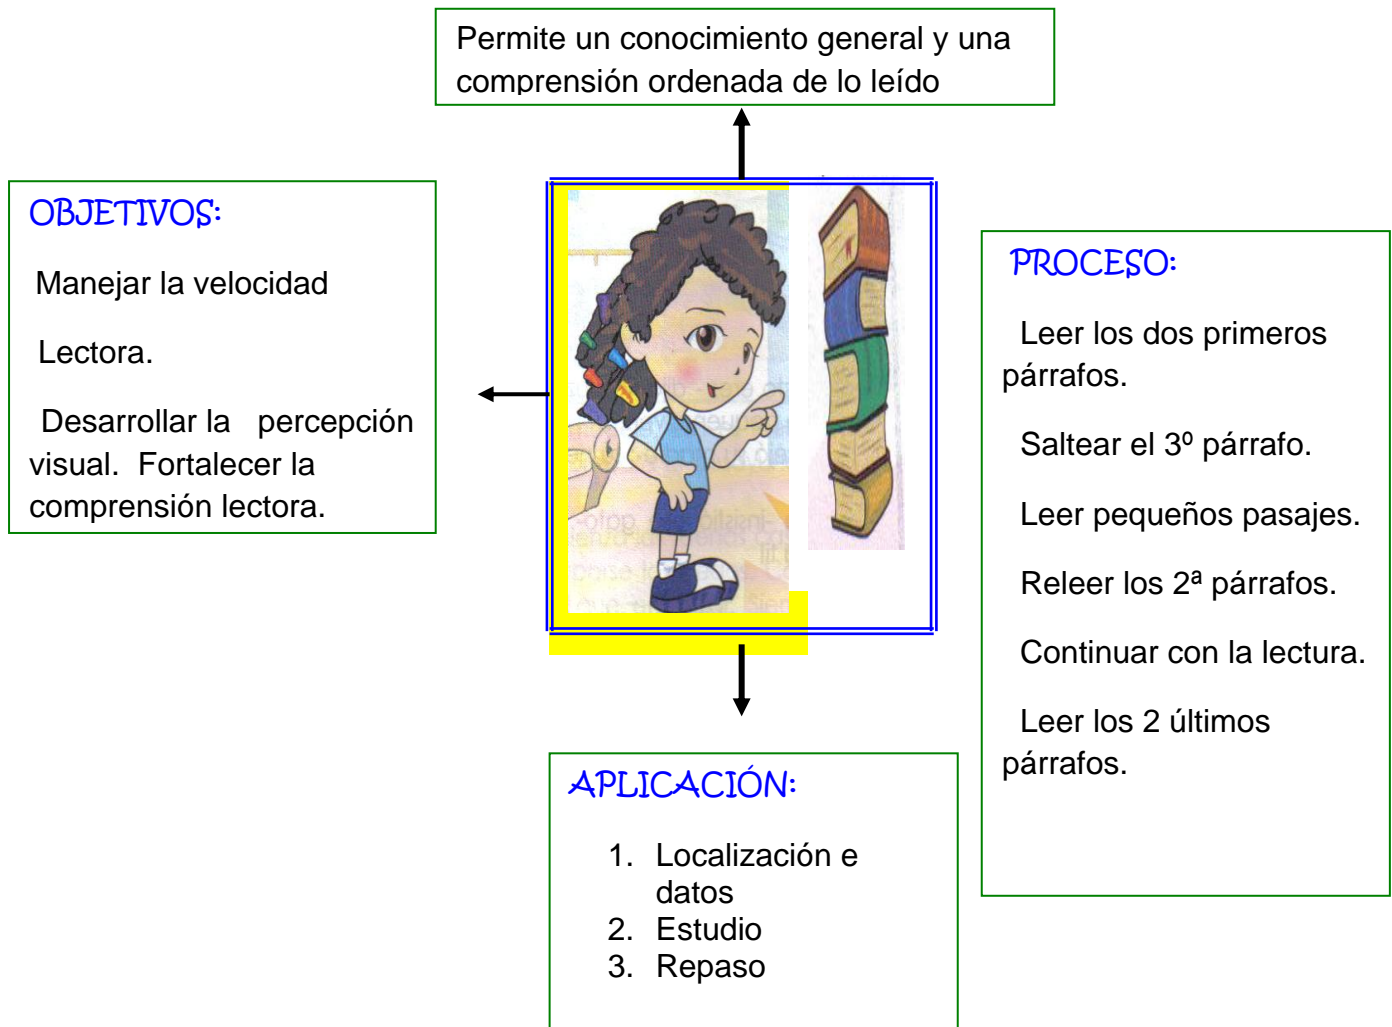 Permite un conocimiento general y una
comprensión ordenada de lo leído
OBJETIVOS:
Manejar la velocidad
Lectora.
Desarrollar la percepción
visual. Fortalecer la
comprensión lectora.
PROCESO:
Leer los dos primeros
párrafos.
Saltear el 3º párrafo.
Leer pequeños pasajes.
Releer los 2ª párrafos.
Continuar con la lectura.
Leer los 2 últimos
párrafos.
APLICACIÓN:
1. Localización e
datos
2. Estudio
3. Repaso